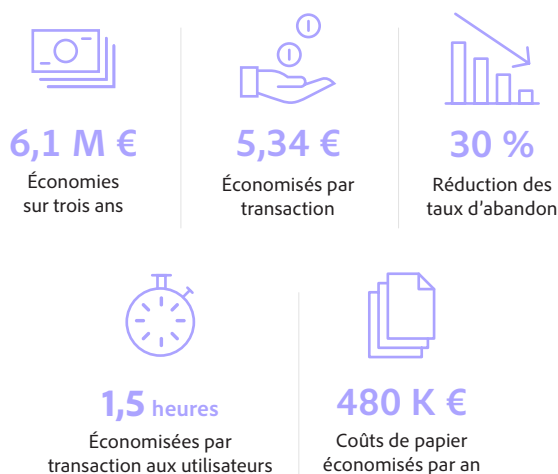 6,1 M €
Économies
sur trois ans
5,34 €
Économisés par
transaction
30 %
Réduction des
taux d'abandon
1,5 heures
Économisées par
transaction aux utilisateurs
480 K €
Coûts de papier
économisés par an